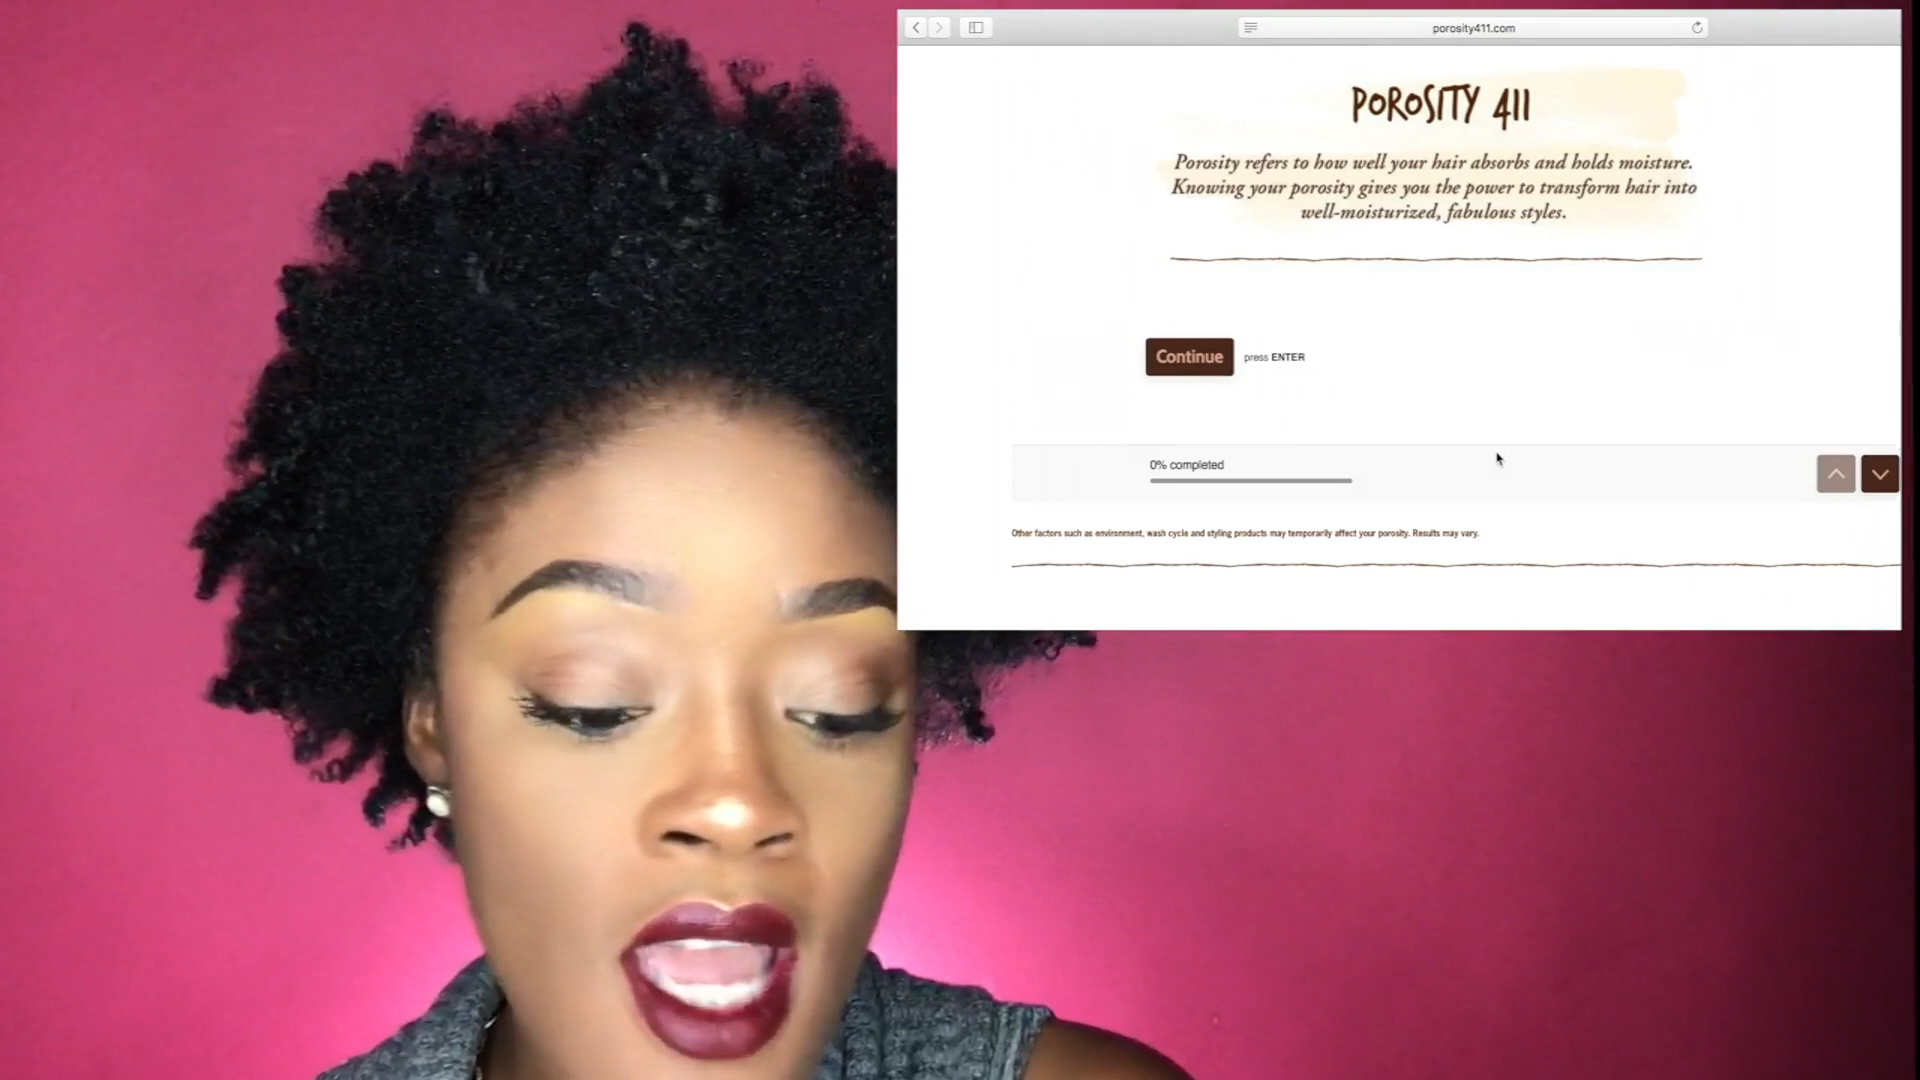 porosity411.com
POROSITY 411
Porosity refers to how well your hair absorbs and holds moisture.
Knowing your porosity gives you the power to transform hair into
well-moisturized, fabulous styles.
Continue press ENTER
0% completed
Other factors such as environment, wash cycle and styling products may temporarily affect your porosity. Results may vary.